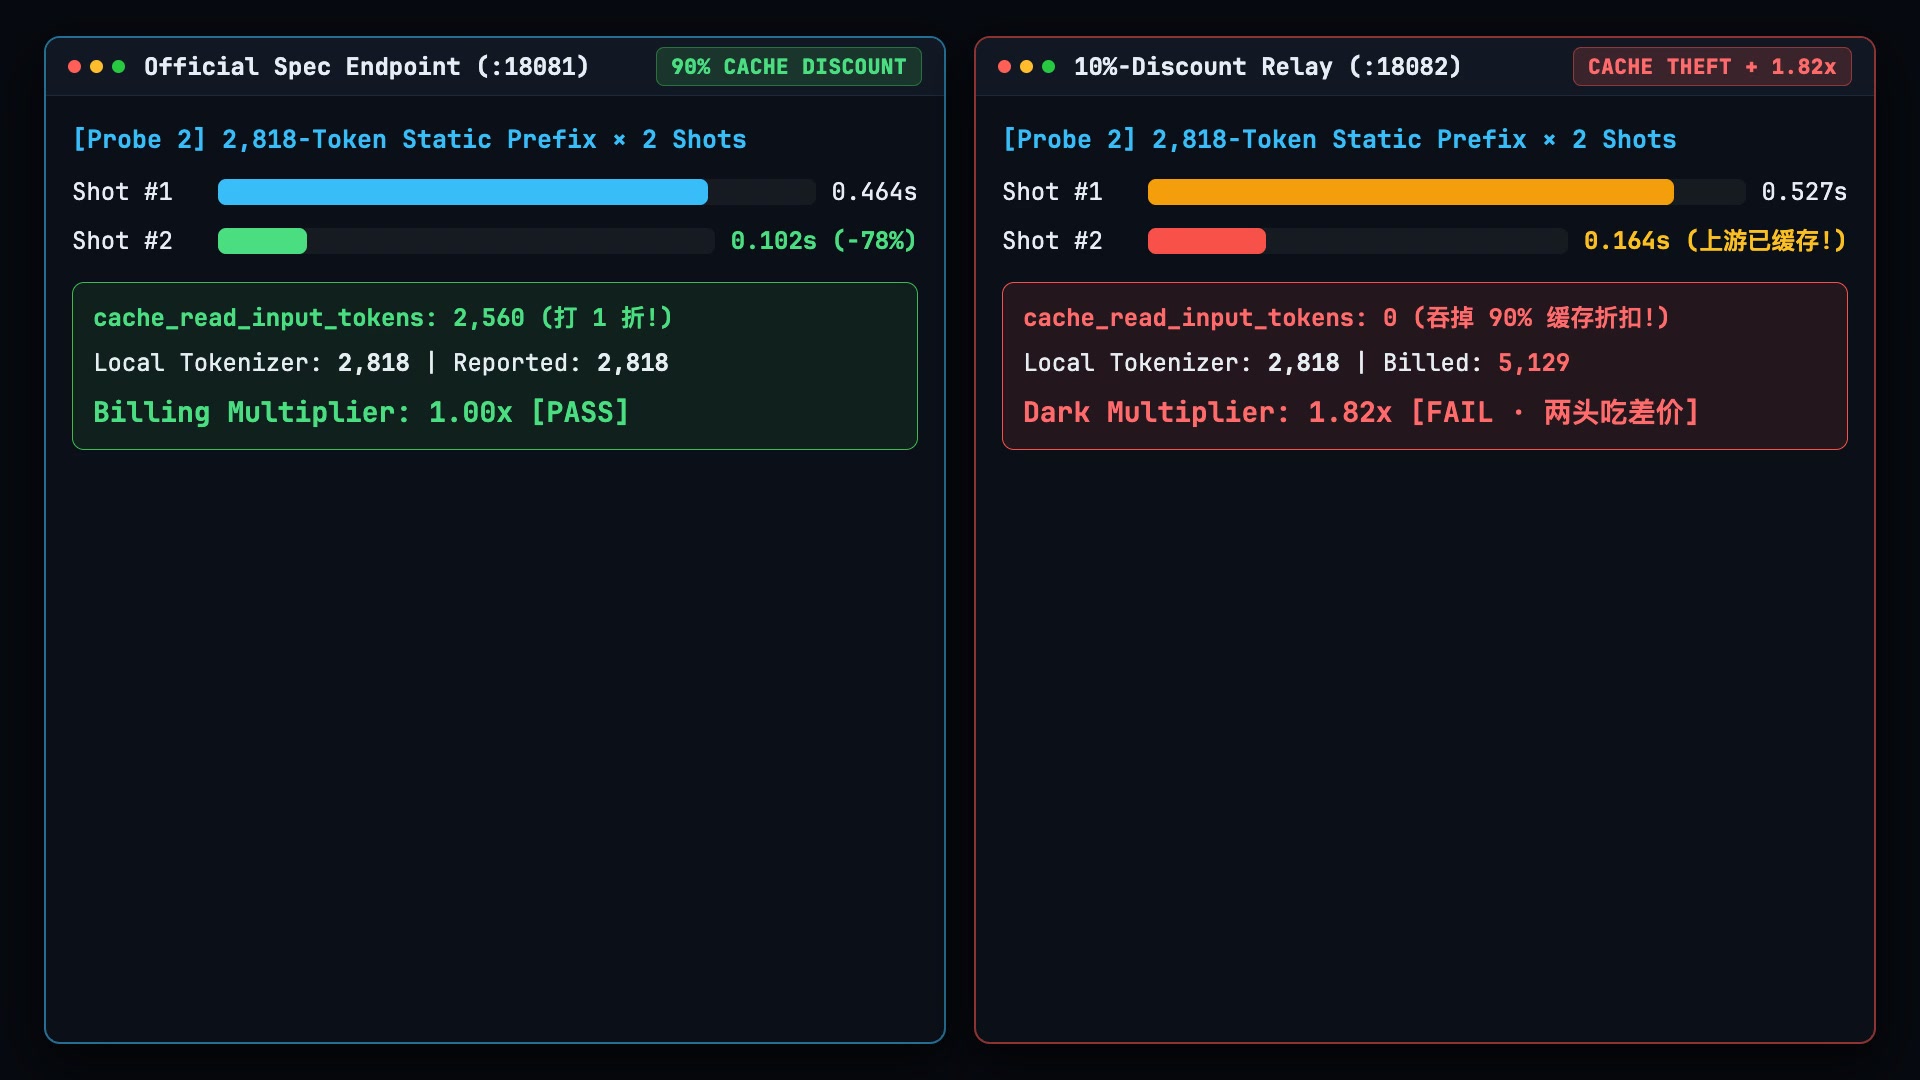 Official Spec Endpoint (:18081)
90% CACHE DISCOUNT
[Probe 2] 2,818-Token Static Prefix × 2 Shots
Shot #1 0.464s
Shot #2 0.102s (-78%)
cache_read_input_tokens: 2,560 (打 1 折!)
Local Tokenizer: 2,818 | Reported: 2,818
Billing Multiplier: 1.00x [PASS]
10%-Discount Relay (:18082)
CACHE THEFT + 1.82x
[Probe 2] 2,818-Token Static Prefix × 2 Shots
Shot #1 0.527s
Shot #2 0.164s (上游已缓存!)
cache_read_input_tokens: 0 (吞掉 90% 缓存折扣!)
Local Tokenizer: 2,818 | Billed: 5,129
Dark Multiplier: 1.82x [FAIL · 两头吃差价]